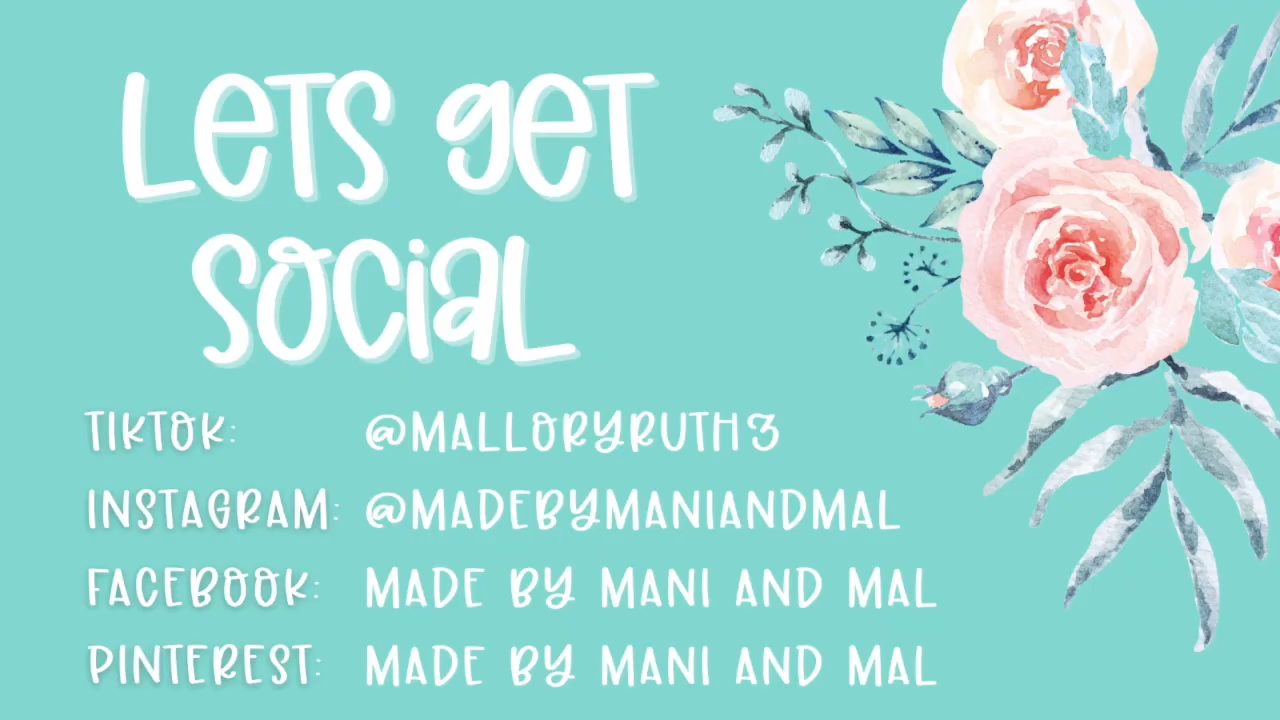 LETS GET
SOCIAL
TIKTOK: @MALLORYRUTH3
INSTAGRAM: @MADEBYMANIANDMAL
FACEBOOK: MADE BY MANI AND MAL
PINTEREST: MADE BY MANI AND MAL